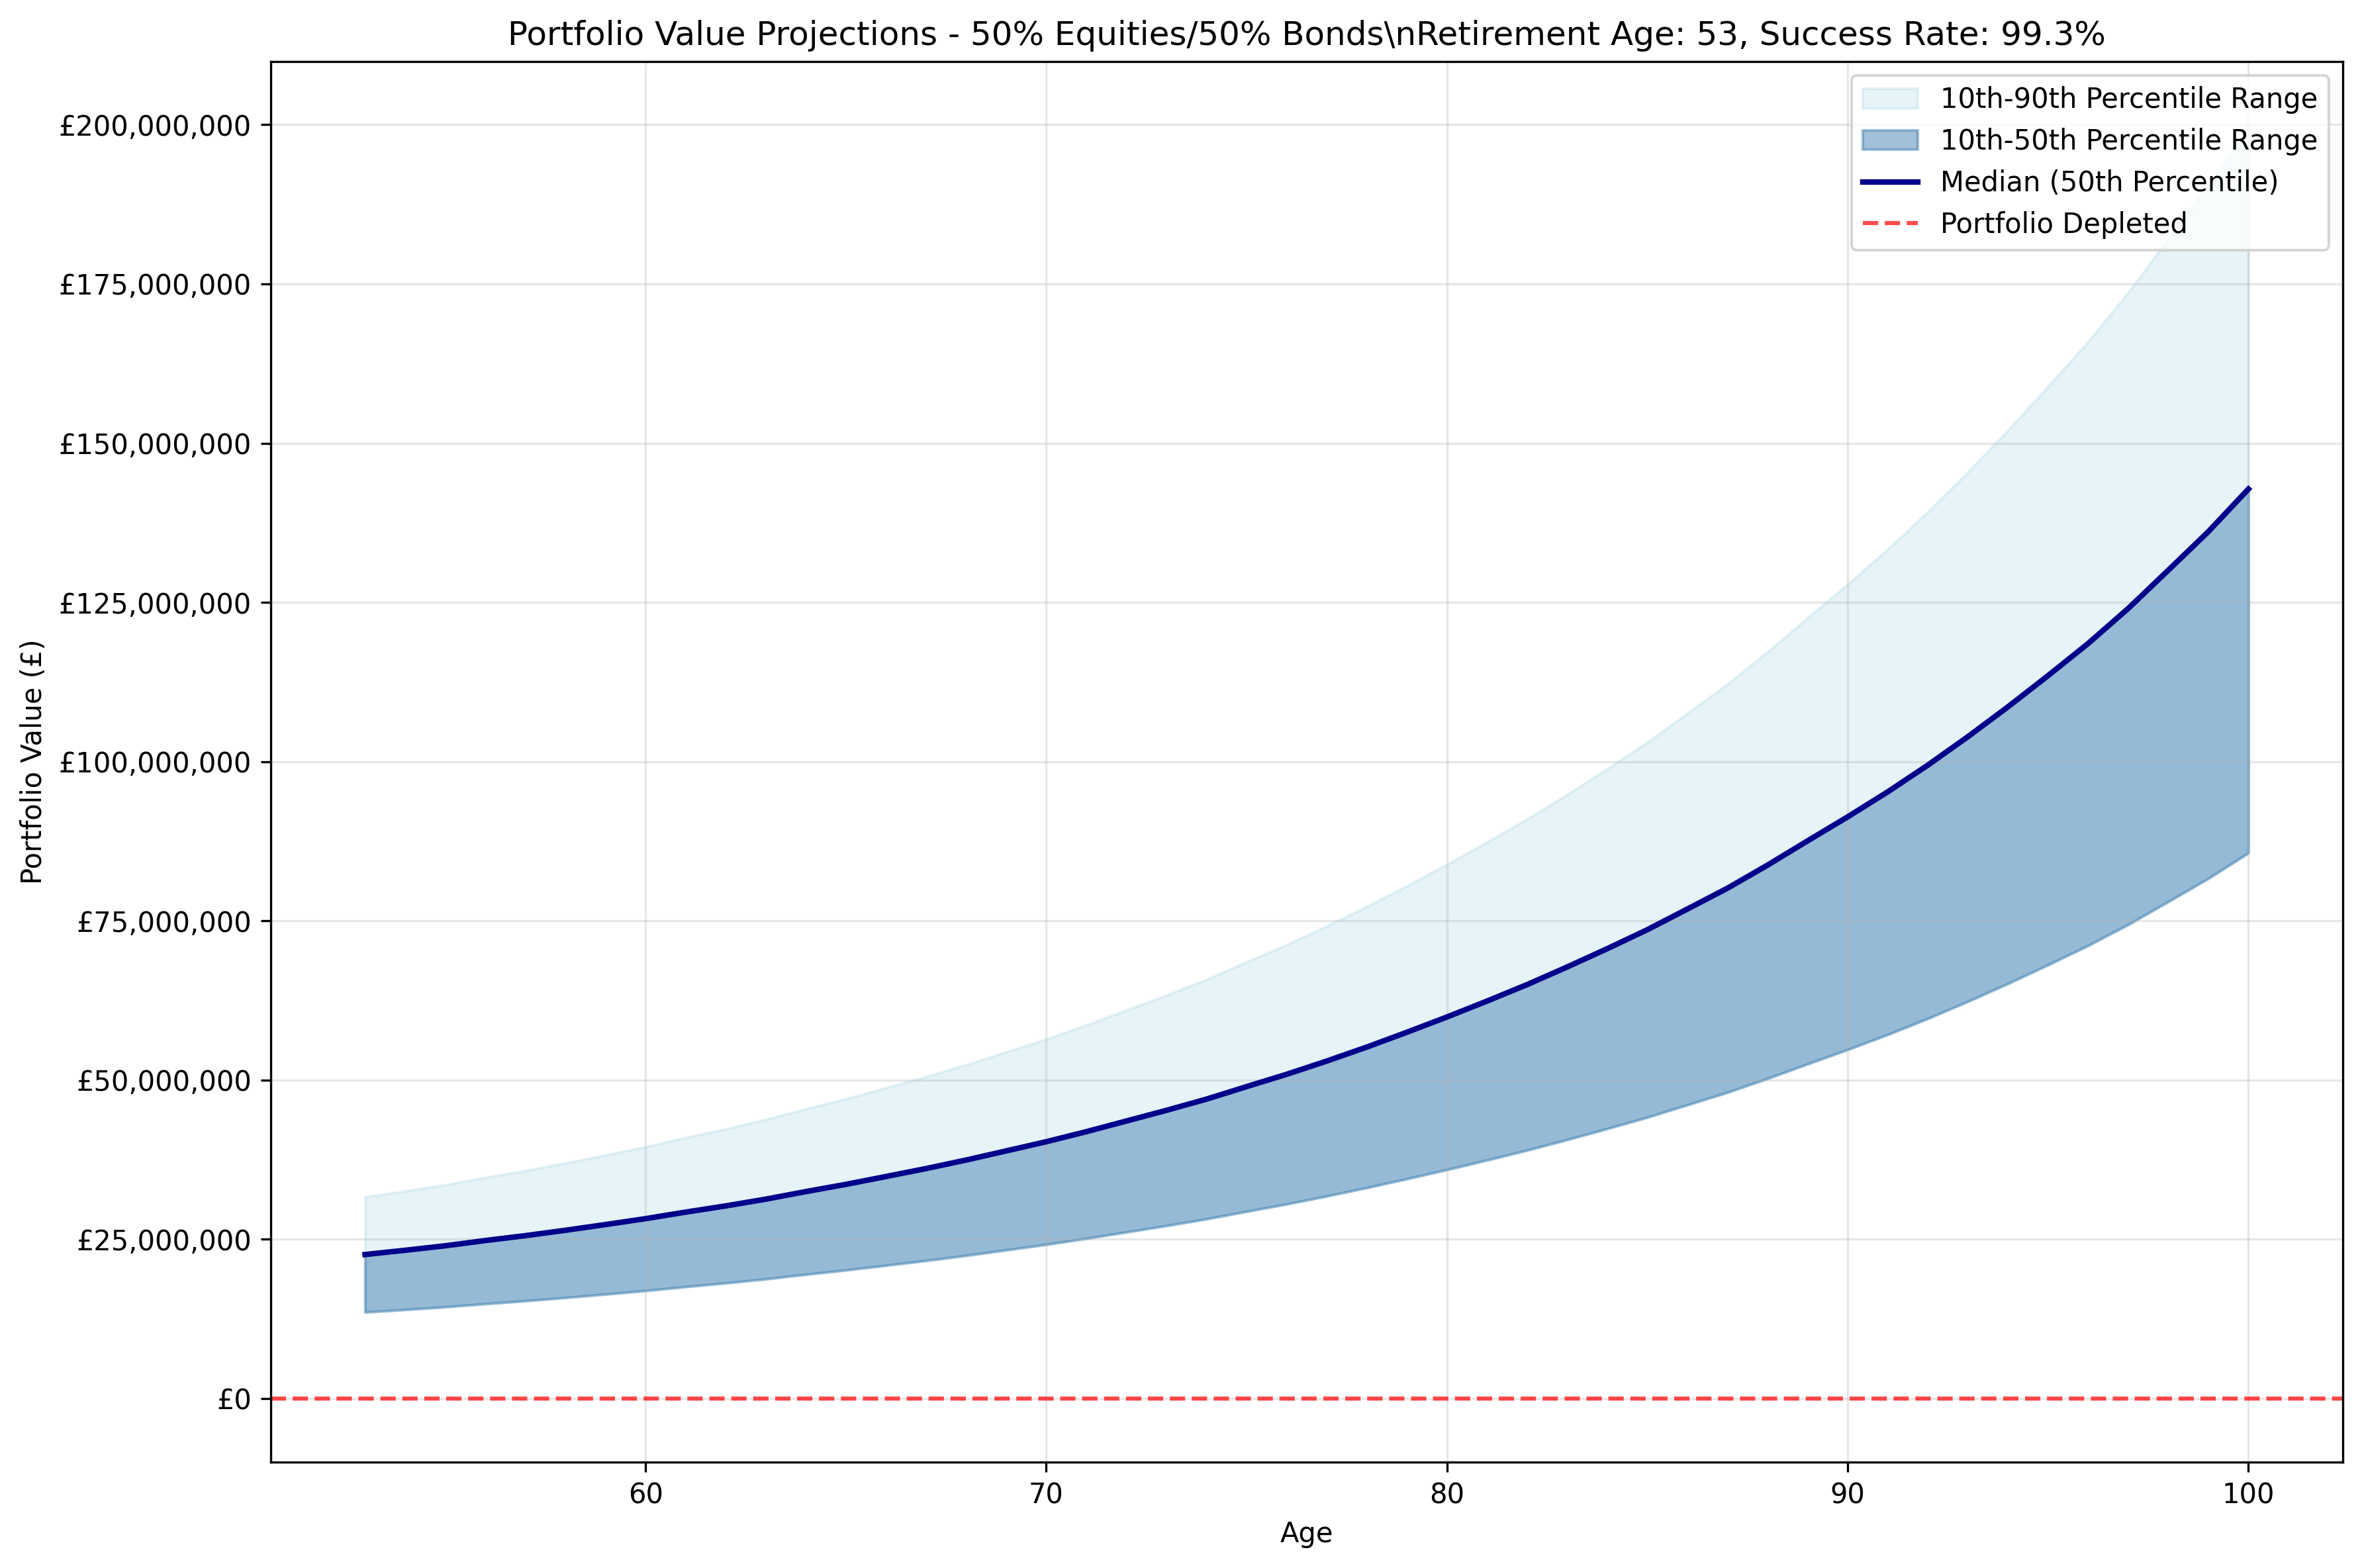 Portfolio Value Projections - 50% Equities/50% Bonds\nRetirement Age: 53, Success Rate: 99.3%
10th-90th Percentile Range
10th-50th Percentile Range
Median (50th Percentile)
Portfolio Depleted
£200,000,000
£175,000,000
£150,000,000
£125,000,000
£100,000,000
£75,000,000
£50,000,000
£25,000,000
£0
Portfolio Value (£)
60
70
80
90
100
Age